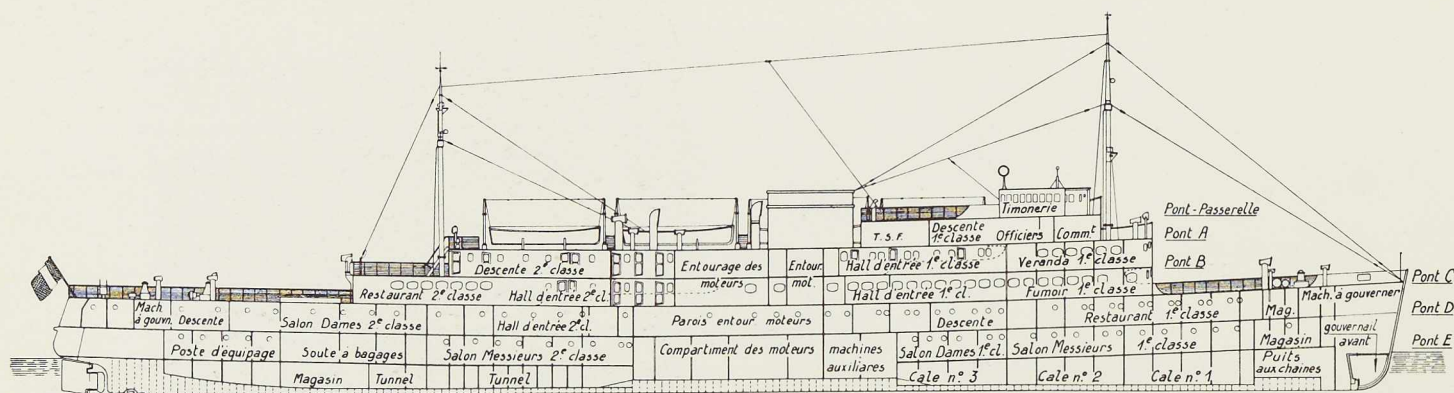 Timonerie
Pont-Passerelle
T.S.F.
Descente
1e classe
Officiers
Comm.t
Pont A
Descente 2e classe
Entourage des
moteurs
Entour.
mot.
Hall d'entrée 1e classe
Veranda 1e classe
Pont B
Restaurant 2e classe
Hall d'entrée 2e cl.
Hall d'entrée 1e cl.
Fumoir 1e classe
Mach. à gouverner
Pont C
Mach.
à gouvn.
Descente
Salon Dames 2e classe
Hall d'entrée 2e cl.
Parois entour moteurs
Descente
Restaurant 1e classe
Mag.
Pont D
Poste d'équipage
Soute à bagages
Salon Messieurs 2e classe
Compartiment des moteurs
machines
auxiliares
Salon Dames 1e cl.
Salon Messieurs 1e classe
Magasin
gouvernail
avant
Pont E
Magasin
Tunnel
Tunnel
Cale n° 3
Cale n° 2
Cale n° 1
Puits
aux chaines